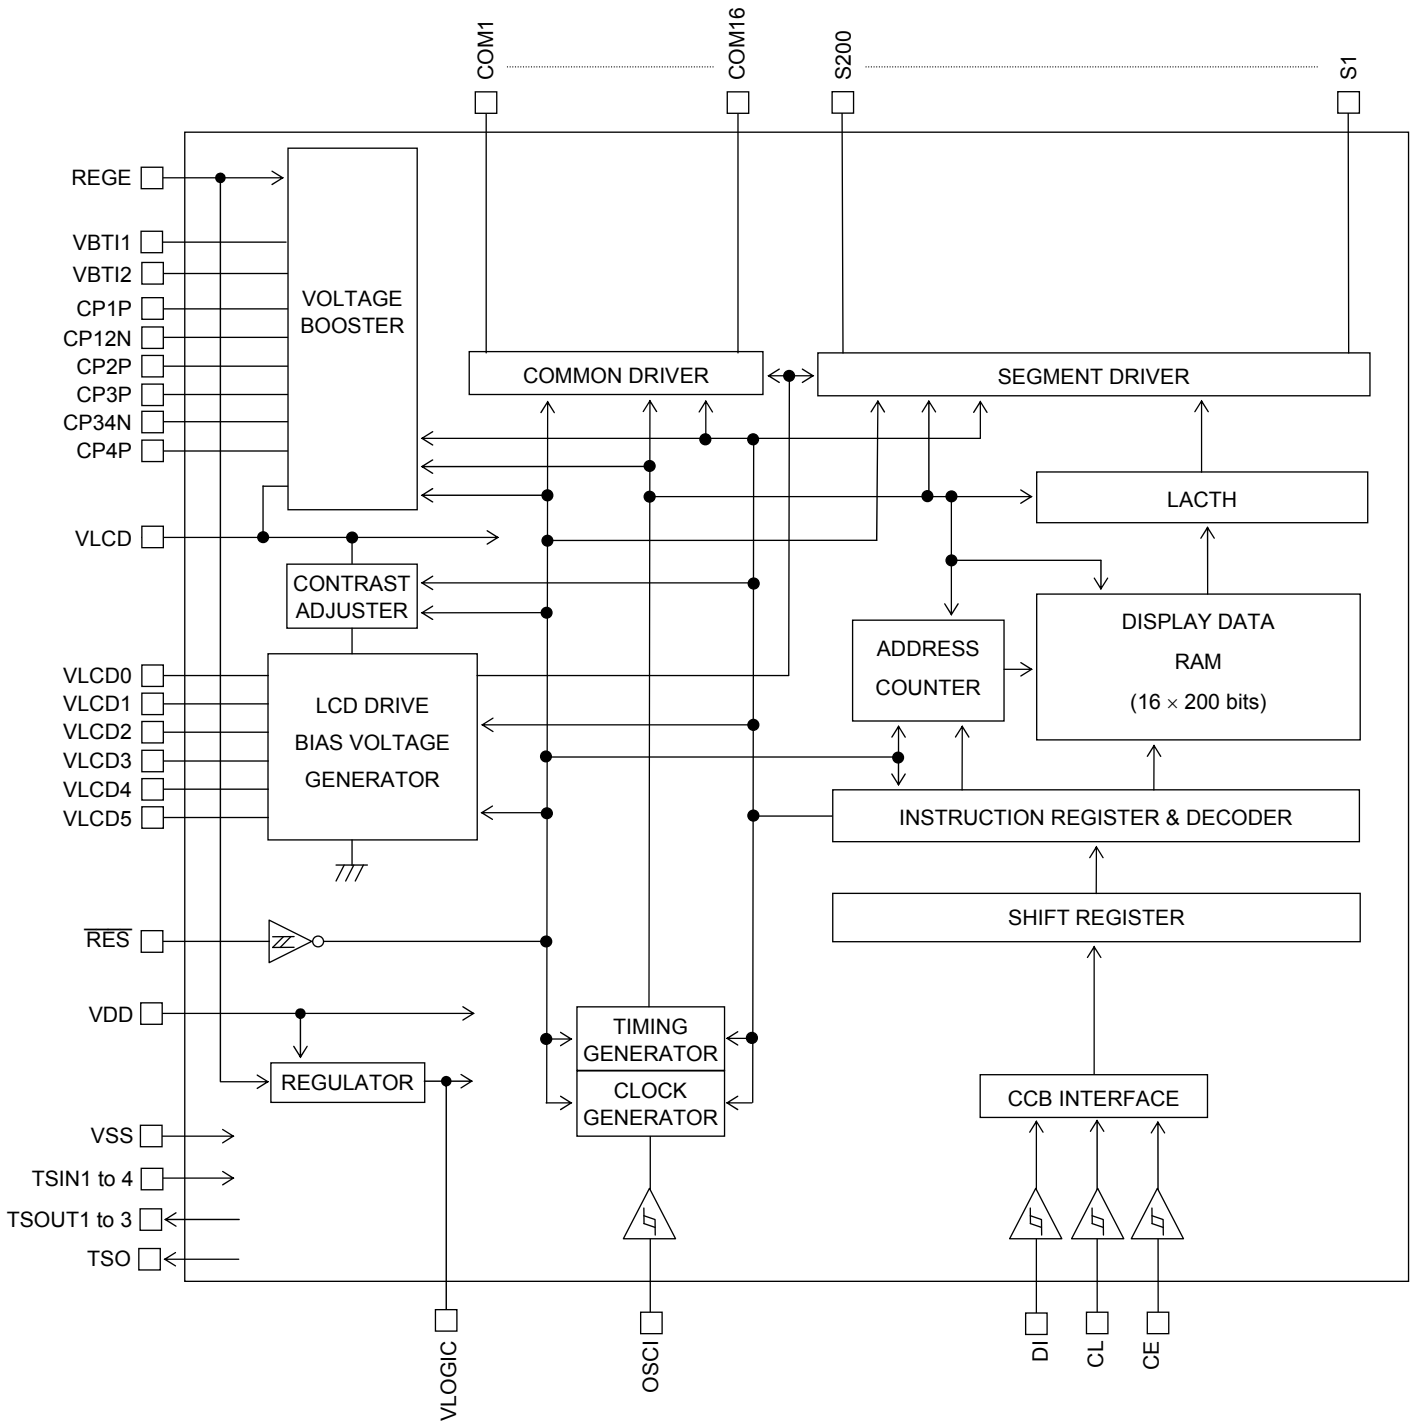 COM1
COM16
S200
S1
REGE
VBTI1
VBTI2
CP1P
CP12N
CP2P
CP3P
CP34N
CP4P
VOLTAGE
BOOSTER
COMMON DRIVER
SEGMENT DRIVER
LACTH
VLCD
CONTRAST
ADJUSTER
ADDRESS
COUNTER
DISPLAY DATA
RAM
(16 × 200 bits)
VLCD0
VLCD1
VLCD2
VLCD3
VLCD4
VLCD5
LCD DRIVE
BIAS VOLTAGE
GENERATOR
INSTRUCTION REGISTER & DECODER
SHIFT REGISTER
RES
VDD
TIMING
GENERATOR
REGULATOR
CLOCK
GENERATOR
CCB INTERFACE
VSS
TSIN1 to 4
TSOUT1 to 3
TSO
VLOGIC
OSCI
DI
CL
CE